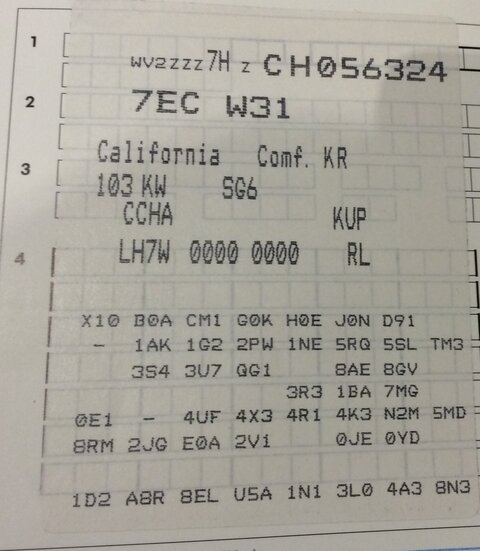 1
WV2ZZZ7H Z CH056324
2
7EC W31
California Comf. KR
3
103 KW SG6
CCHA KUP
4
LH7W 0000 0000 RL
X10 B0A CM1 G0K H0E J0N D91
- 1AK 1G2 2PW 1NE 5RQ 5SL TM3
3S4 3U7 QG1 8AE 8GV
3R3 1BA 7MG
0E1 - 4UF 4X3 4R1 4K3 N2M 5MD
8RM 2JG E0A 2V1 0JE 0YD
1D2 A8R 8EL U5A 1N1 3L0 4A3 8N3